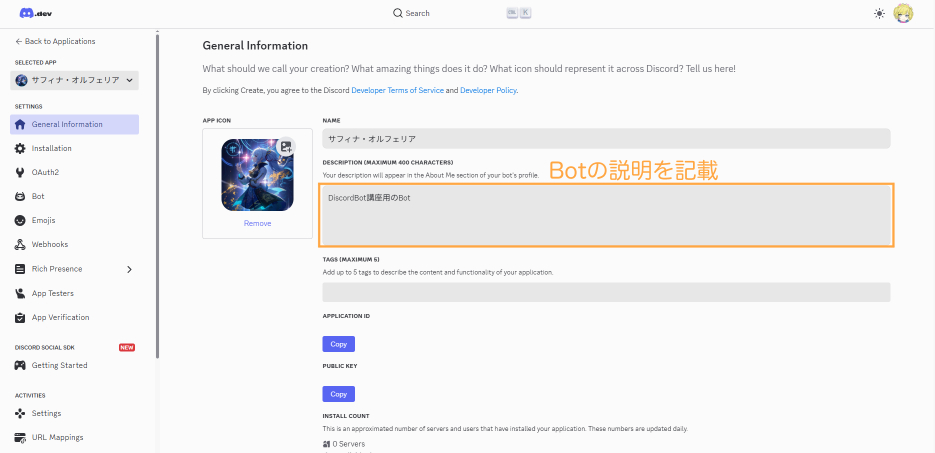 .dev
Search
Ctrl K
← Back to Applications
SELECTED APP
サフィナ・オルフェリア
SETTINGS
General Information
Installation
OAuth2
Bot
Emojis
Webhooks
Rich Presence
App Testers
App Verification
DISCORD SOCIAL SDK NEW
Getting Started
ACTIVITIES
Settings
URL Mappings
General Information
What should we call your creation? What amazing things does it do? What icon should represent it across Discord? Tell us here!
By clicking Create, you agree to the Discord Developer Terms of Service and Developer Policy.
APP ICON
Remove
NAME
サフィナ・オルフェリア
DESCRIPTION (MAXIMUM 400 CHARACTERS)
Your description will appear in the About Me section of your bot's profile.
Botの説明を記載
DiscordBot講座用のBot
TAGS (MAXIMUM 5)
Add up to 5 tags to describe the content and functionality of your application.
APPLICATION ID
Copy
PUBLIC KEY
Copy
INSTALL COUNT
This is an approximated number of servers and users that have installed your application. These numbers are updated daily.
0 Servers